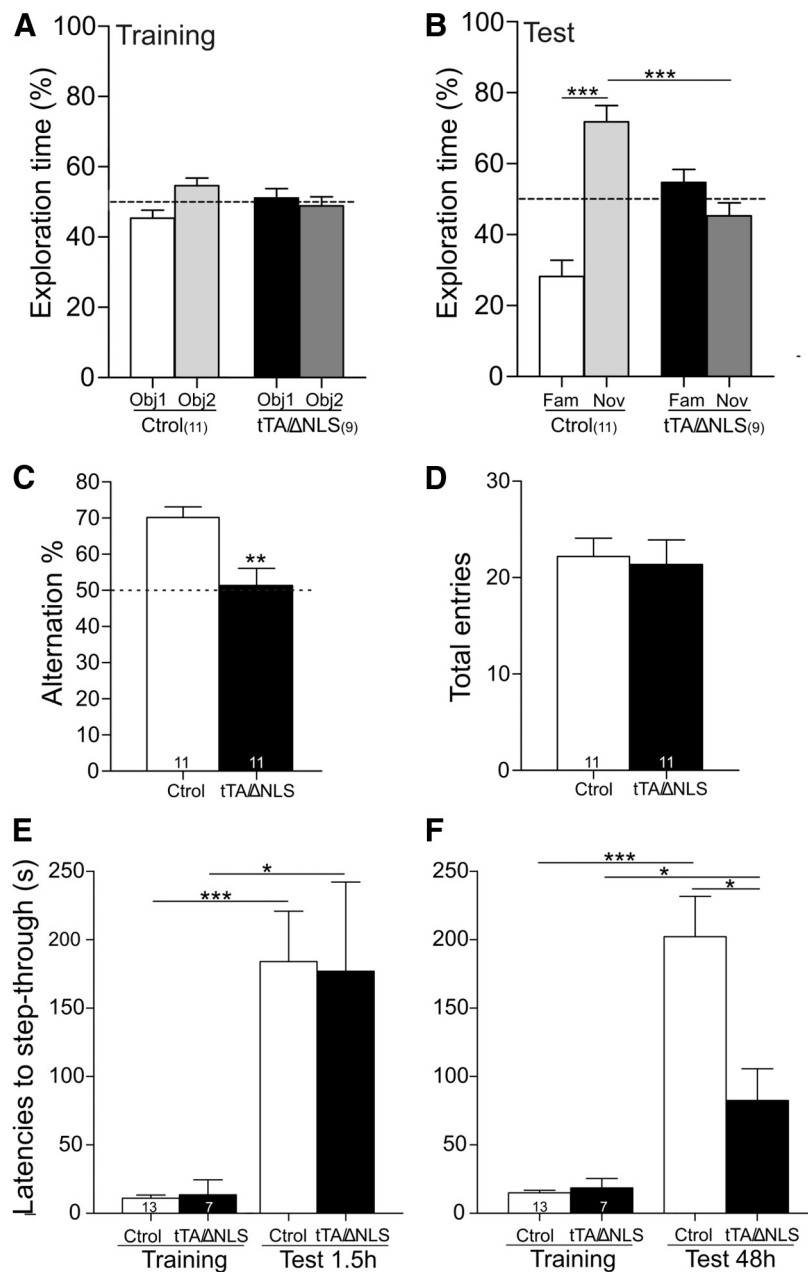 A
Training
Exploration time (%)
100
80
60
40
20
0
Obj1 Obj2 Obj1 Obj2
Ctrol(11) tTA/ΔNLS(9)
B
Test
Exploration time (%)
100
80
60
40
20
0
*** ***
Fam Nov Fam Nov
Ctrol(11) tTA/ΔNLS(9)
C
Alternation %
80
70
60
50
40
30
20
10
0
**
11 11
Ctrol tTA/ΔNLS
D
Total entries
30
20
10
0
11 11
Ctrol tTA/ΔNLS
E
Latencies to step-through (s)
250
200
150
100
50
0
*
***
13 7
Ctrol tTA/ΔNLS Ctrol tTA/ΔNLS
Training Test 1.5h
F
250
200
150
100
50
0
***
*
*
13 7
Ctrol tTA/ΔNLS Ctrol tTA/ΔNLS
Training Test 48h